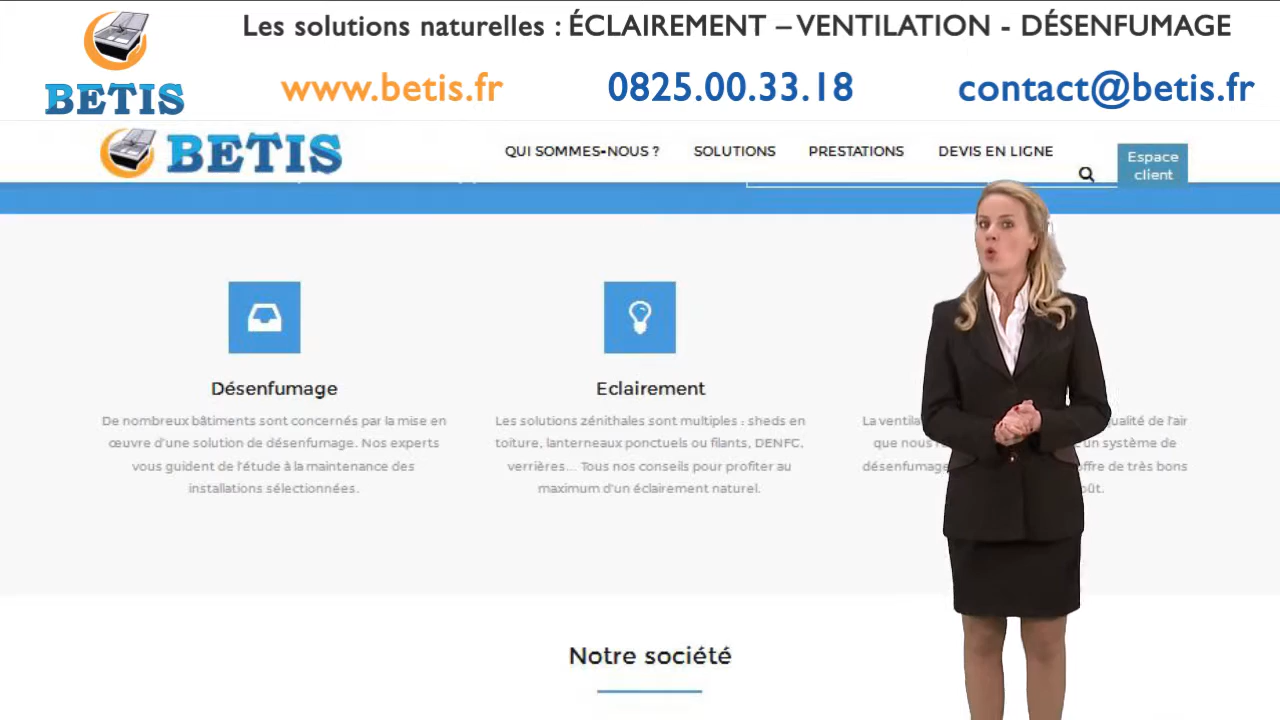 Les solutions naturelles : ÉCLAIREMENT – VENTILATION - DÉSENFUMAGE
BETIS
www.betis.fr
0825.00.33.18
contact@betis.fr
BETIS
QUI SOMMES-NOUS ?
SOLUTIONS
PRESTATIONS
DEVIS EN LIGNE
Espace
client
Désenfumage
De nombreux bâtiments sont concernés par la mise en
œuvre d'une solution de désenfumage. Nos experts
vous guident de l'étude à la maintenance des
installations sélectionnées.
Eclairement
Les solutions zénithales sont multiples : sheds en
toiture, lanterneaux ponctuels ou filants, DENFC,
verrières... Tous nos conseils pour profiter au
maximum d'un éclairement naturel.
La qualité de l'air
que nous un système de
offre de très bons
Notre société